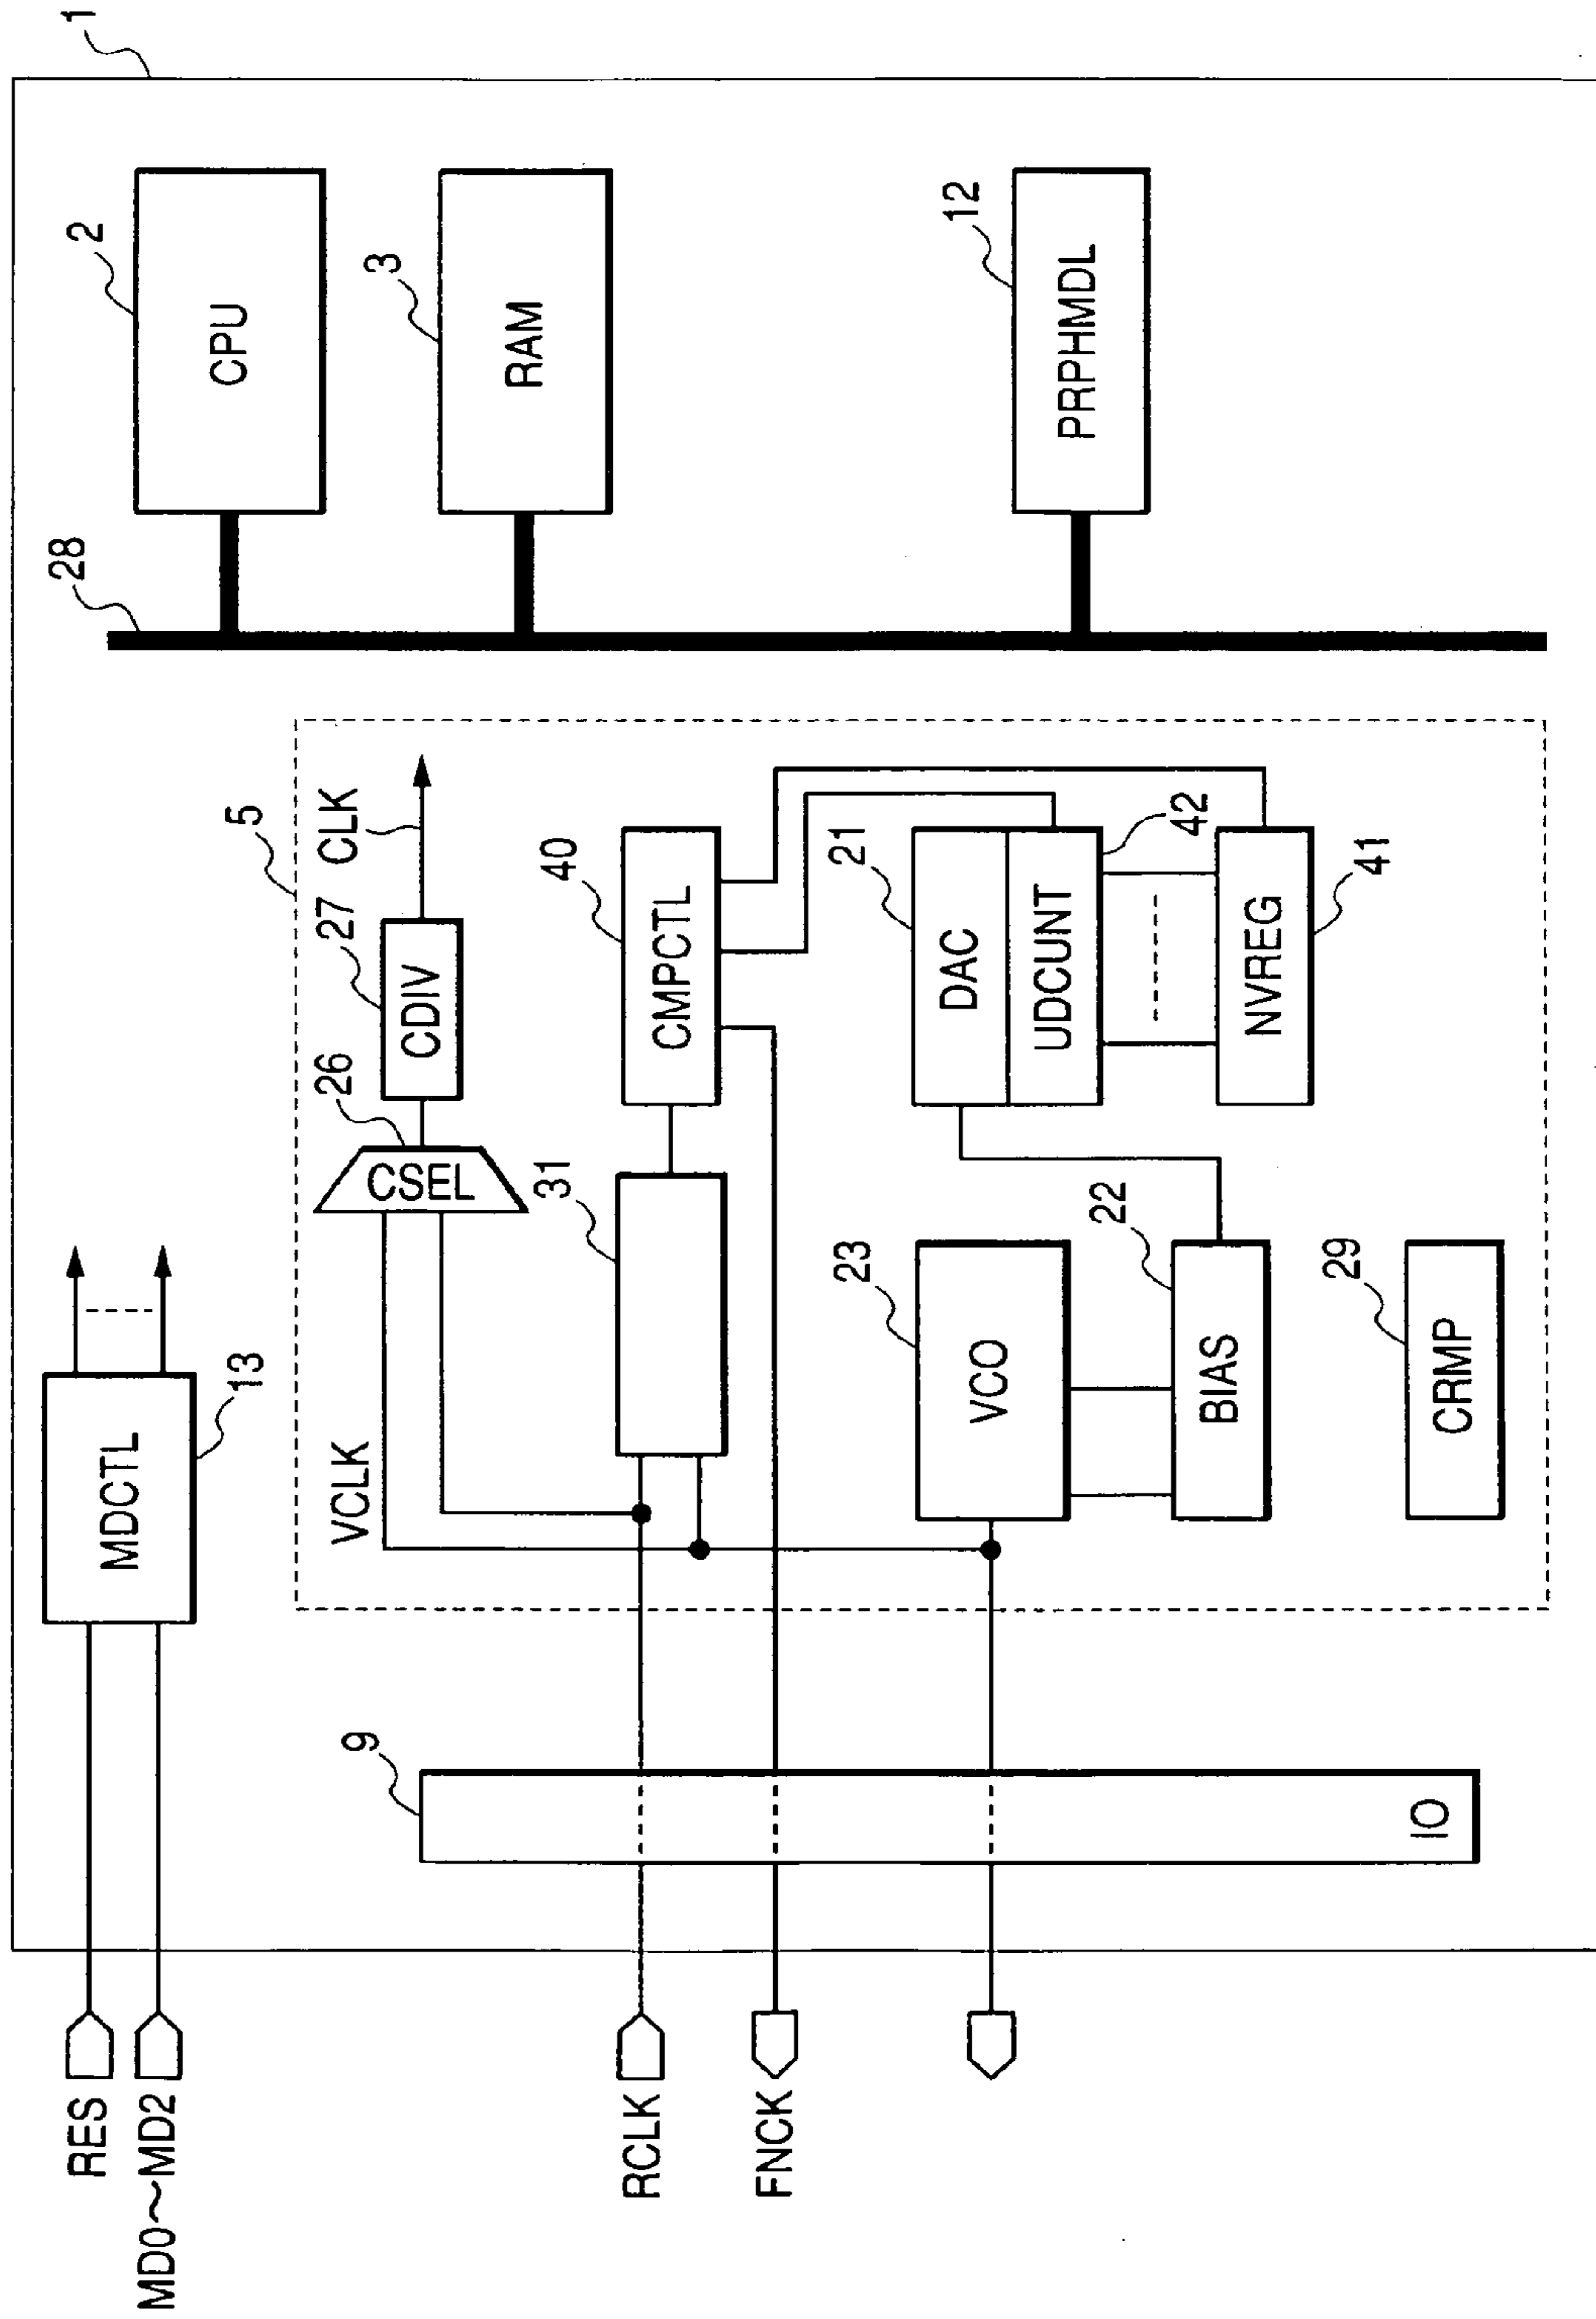 1
RES
MD0~MD2
MDCTL
13
CPU
2
28
RAM
3
5
CLK
27
CDIV
26
CSEL
VCLK
31
40
CMPCTL
9
RCLK
FNCK
23
VCO
21
DAC
UDCUNT
42
12
PRPHMDL
22
BIAS
NVREG
41
29
CRMP
IO